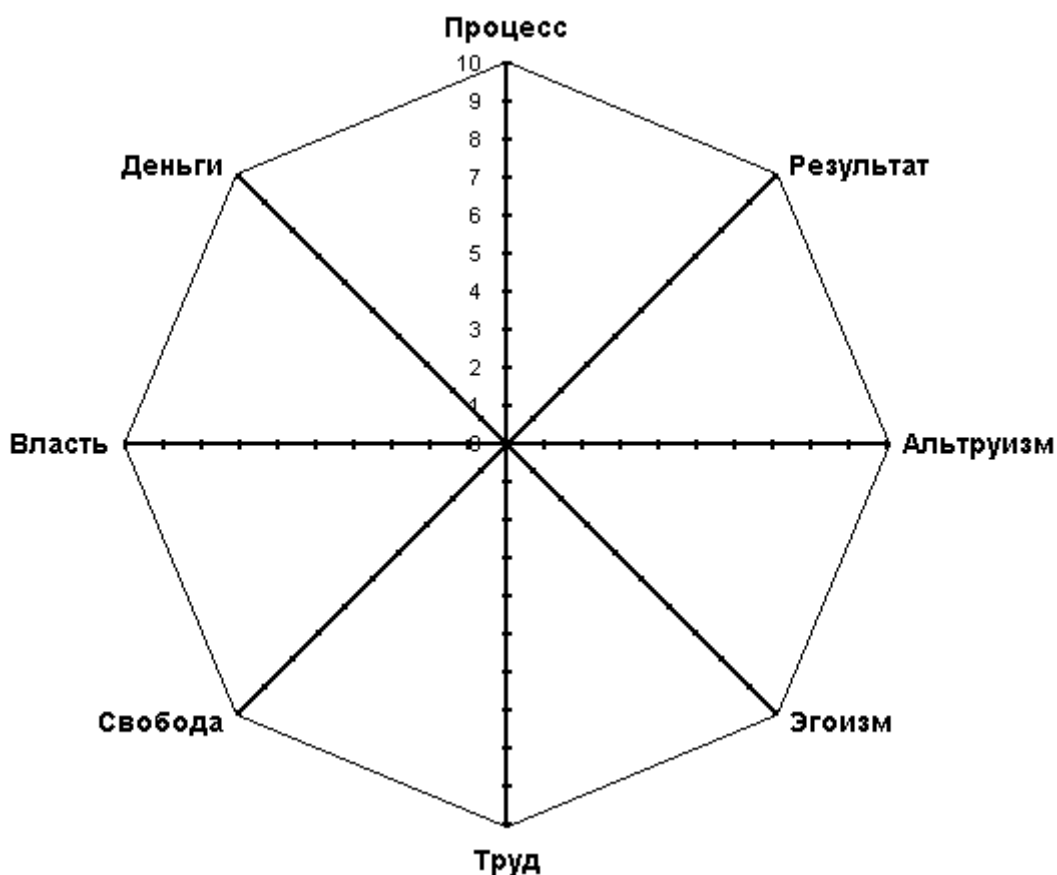 Процесс
10
9
8
Деньги
Результат
7
6
5
4
3
2
1
Власть
0
Альтруизм
Свобода
Эгоизм
Труд